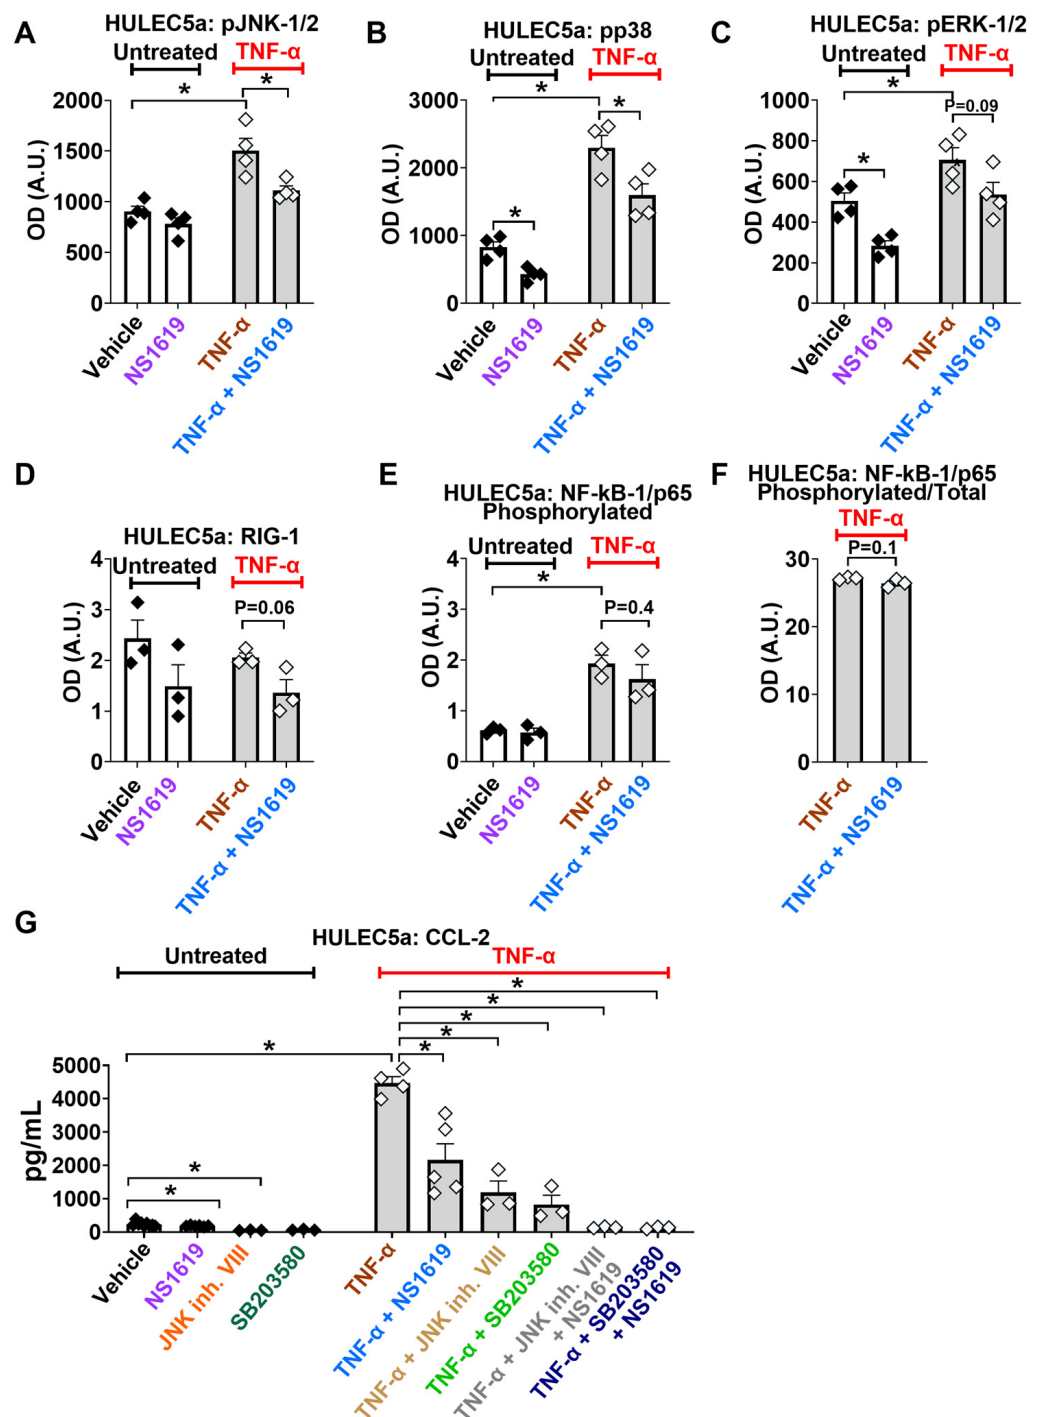 A
HULEC5a: pJNK-1/2
Untreated
TNF-α
*
*
OD (A.U.)
2000
1500
1000
500
0
Vehicle
NS1619
TNF-α
TNF-α + NS1619
B
HULEC5a: pp38
Untreated
TNF-α
*
*
*
OD (A.U.)
3000
2000
1000
0
Vehicle
NS1619
TNF-α
TNF-α + NS1619
C
HULEC5a: pERK-1/2
Untreated
TNF-α
*
P=0.09
*
OD (A.U.)
1000
800
600
400
200
0
Vehicle
NS1619
TNF-α
TNF-α + NS1619
D
HULEC5a: RIG-1
Untreated
TNF-α
P=0.06
OD (A.U.)
4
3
2
1
0
Vehicle
NS1619
TNF-α
TNF-α + NS1619
E
HULEC5a: NF-kB-1/p65
Phosphorylated
Untreated
TNF-α
*
P=0.4
OD (A.U.)
4
3
2
1
0
Vehicle
NS1619
TNF-α
TNF-α + NS1619
F
HULEC5a: NF-kB-1/p65
Phosphorylated/Total
TNF-α
P=0.1
OD (A.U.)
30
20
10
0
TNF-α
TNF-α + NS1619
G
HULEC5a: CCL-2
Untreated
TNF-α
*
*
*
*
*
*
*
*
pg/mL
5000
4000
3000
2000
1000
0
Vehicle
NS1619
JNK inh. VIII
SB203580
TNF-α
TNF-α + NS1619
TNF-α + JNK inh. VIII
TNF-α + SB203580
TNF-α + JNK inh. VIII
+ NS1619
TNF-α + SB203580
+ NS1619